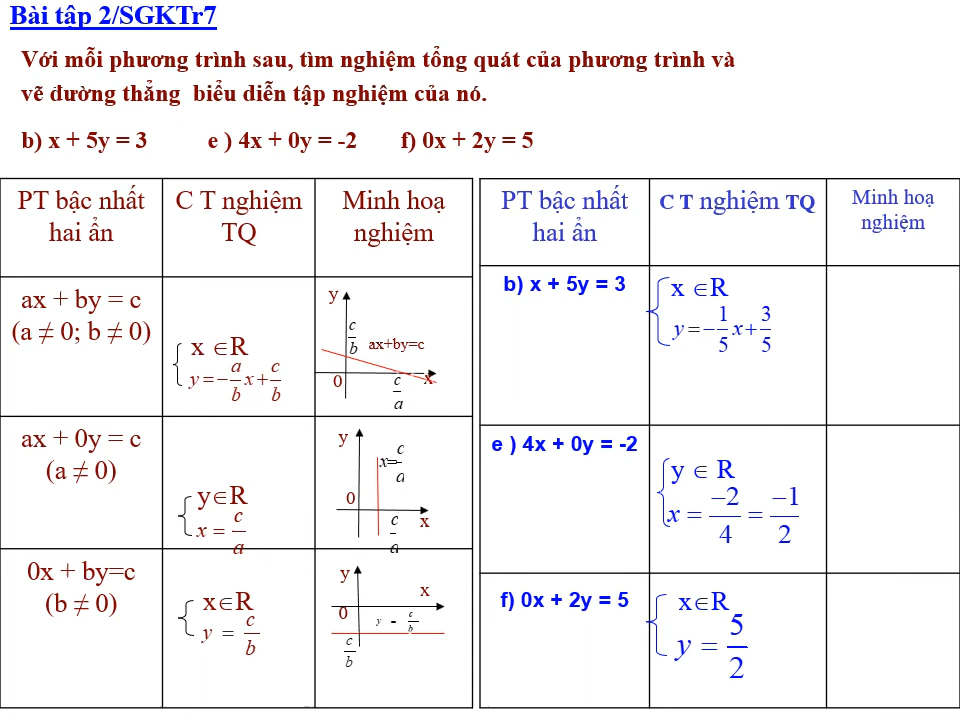 Bài tập 2/SGKTr7
Với mỗi phương trình sau, tìm nghiệm tổng quát của phương trình và
vẽ đường thẳng biểu diễn tập nghiệm của nó.
b) x + 5y = 3 e ) 4x + 0y = -2 f) 0x + 2y = 5
PT bậc nhất
hai ẩn
C T nghiệm
TQ
Minh hoạ
nghiệm
ax + by = c
(a ≠ 0; b ≠ 0)
x ∈R
y = −a/b x + c/b
y
c/b
ax+by=c
0
c/a
x
ax + 0y = c
(a ≠ 0)
y∈R
x = c/a
y
x=c/a
0
c/a
x
0x + by=c
(b ≠ 0)
x∈R
y = c/b
y
x
0
y = c/b
c/b
PT bậc nhất
hai ẩn
C T nghiệm TQ
Minh hoạ
nghiệm
b) x + 5y = 3
x ∈R
y = −1/5 x + 3/5
e ) 4x + 0y = -2
y ∈ R
x = −2/4 = −1/2
f) 0x + 2y = 5
x∈R
y = 5/2